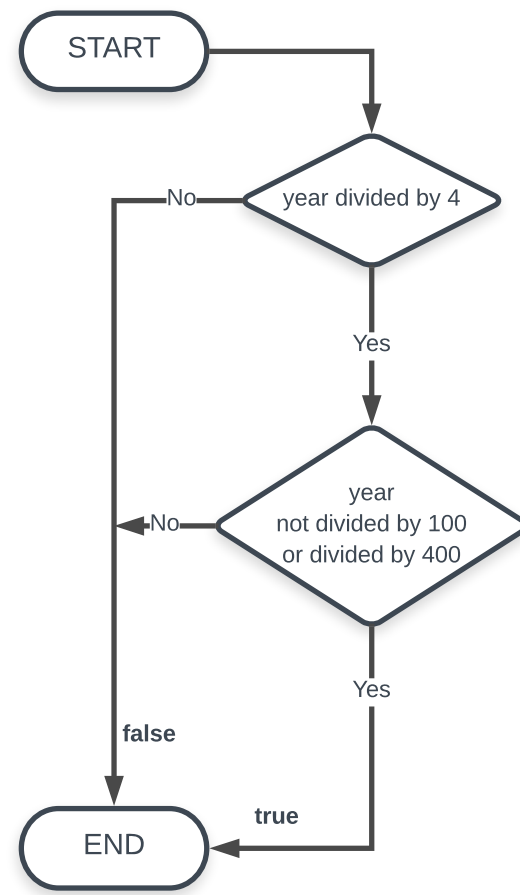 START
No
year divided by 4
Yes
year
not divided by 100
or divided by 400
No
Yes
false
true
END